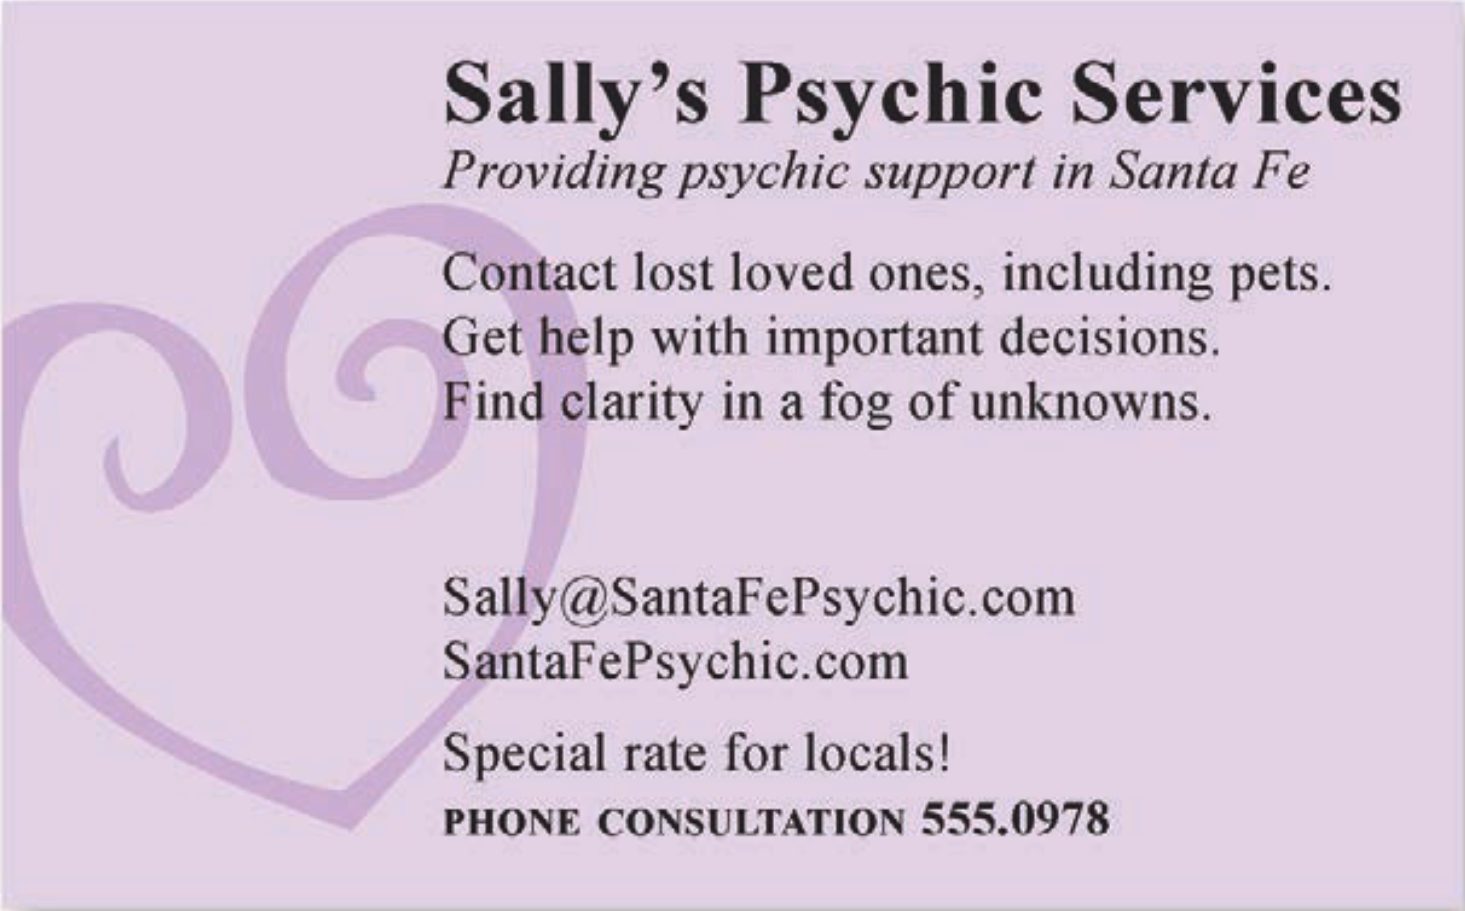 Sally’s Psychic Services
Providing psychic support in Santa Fe
Contact lost loved ones, including pets.
Get help with important decisions.
Find clarity in a fog of unknowns.
Sally@SantaFePsychic.com
SantaFePsychic.com
Special rate for locals!
PHONE CONSULTATION 555.0978